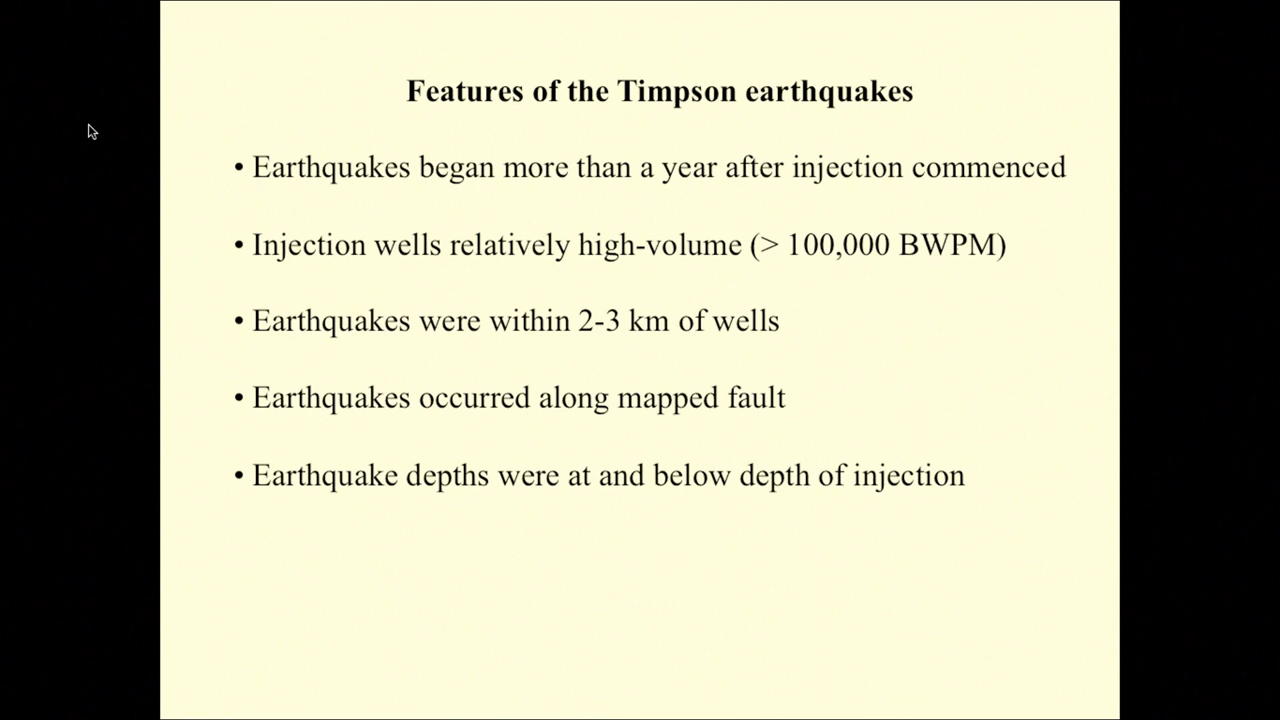 Features of the Timpson earthquakes
• Earthquakes began more than a year after injection commenced
• Injection wells relatively high-volume (> 100,000 BWPM)
• Earthquakes were within 2-3 km of wells
• Earthquakes occurred along mapped fault
• Earthquake depths were at and below depth of injection